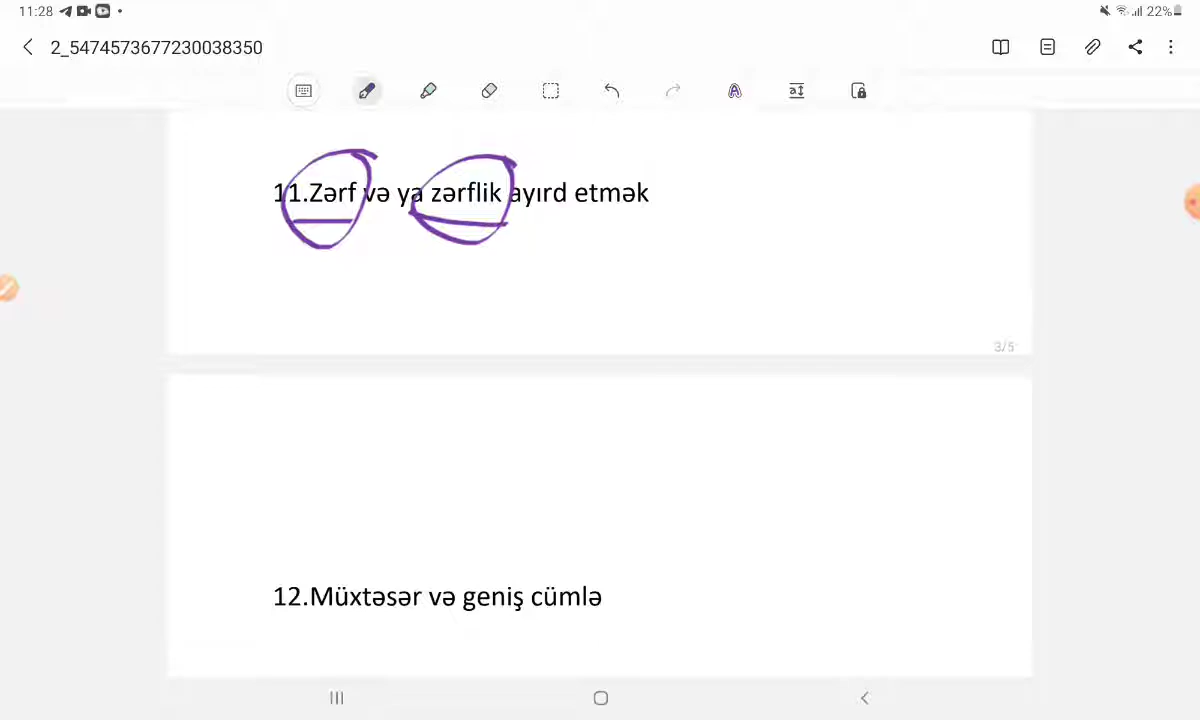 11:28
22%
2_5474573677230038350
11.Zərf və ya zərflik ayırd etmək
3/5
12.Müxtəsər və geniş cümlə